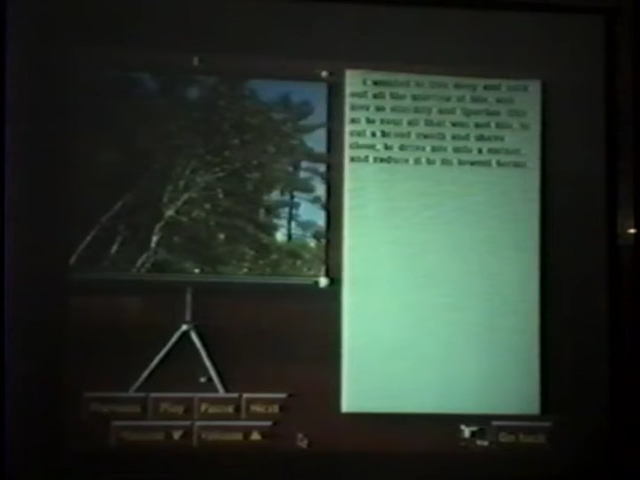 I wanted to live deep and suck
out all the marrow of life, and
live so sturdily and Spartan-like
as to rout all that was not life, to
cut a broad swath and shave
close, to drive life into a corner,
and reduce it to its lowest terms
Previous Play Pause Next
Volume ▼ Volume ▲
Go back